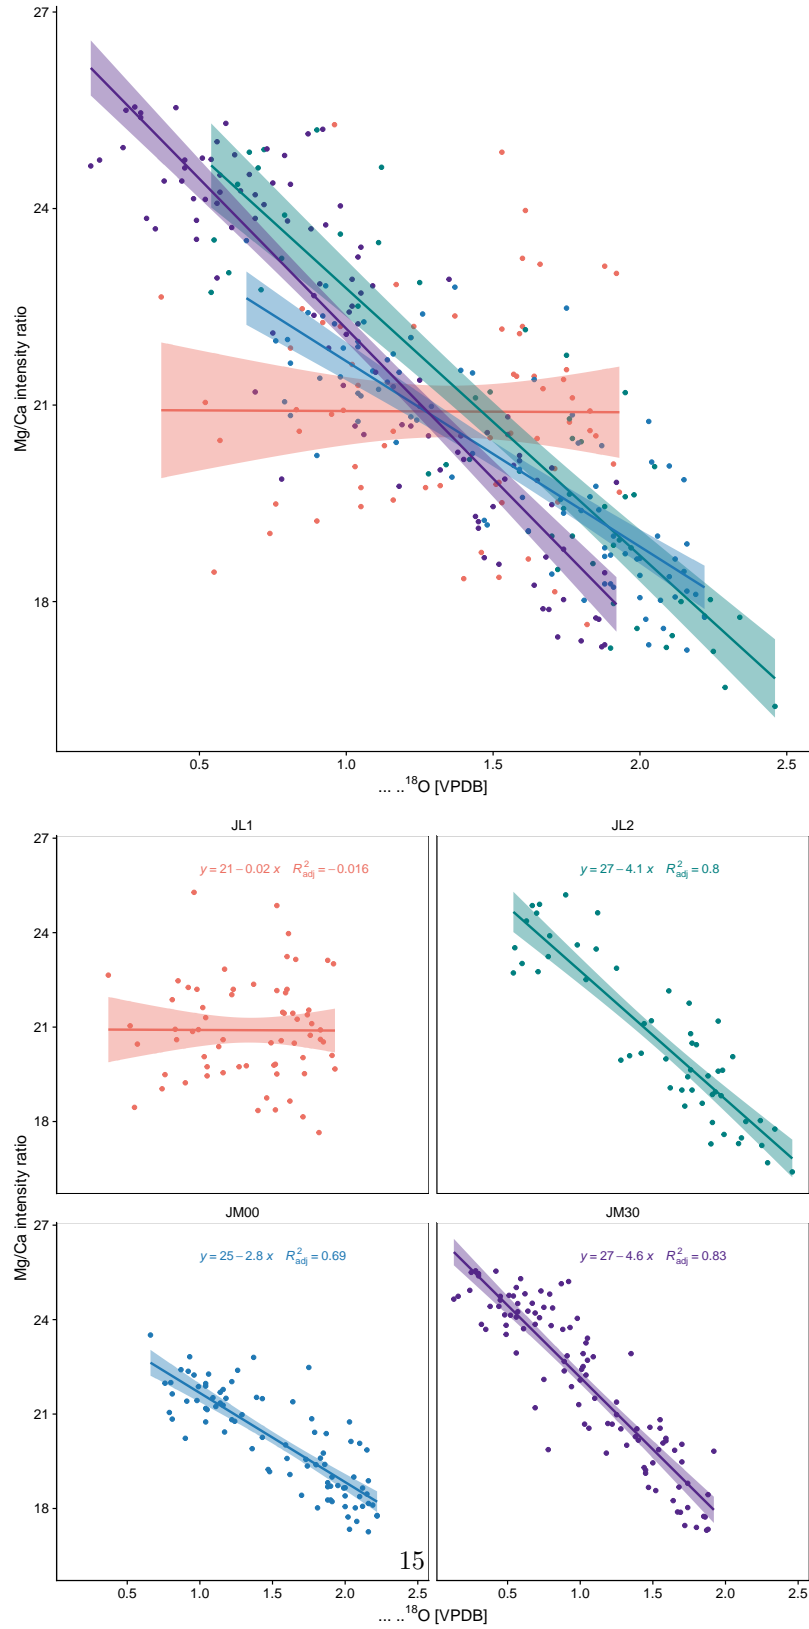 27
24
21
18
Mg/Ca intensity ratio
0.5 1.0 1.5 2.0 2.5
... ..¹⁸O [VPDB]
JL1 JL2
27
24
21
18
y = 21 − 0.02 x R²adj = −0.016
y = 27 − 4.1 x R²adj = 0.8
Mg/Ca intensity ratio
JM00 JM30
27
24
21
18
y = 25 − 2.8 x R²adj = 0.69
y = 27 − 4.6 x R²adj = 0.83
15
0.5 1.0 1.5 2.0 2.5 0.5 1.0 1.5 2.0 2.5
... ..¹⁸O [VPDB]